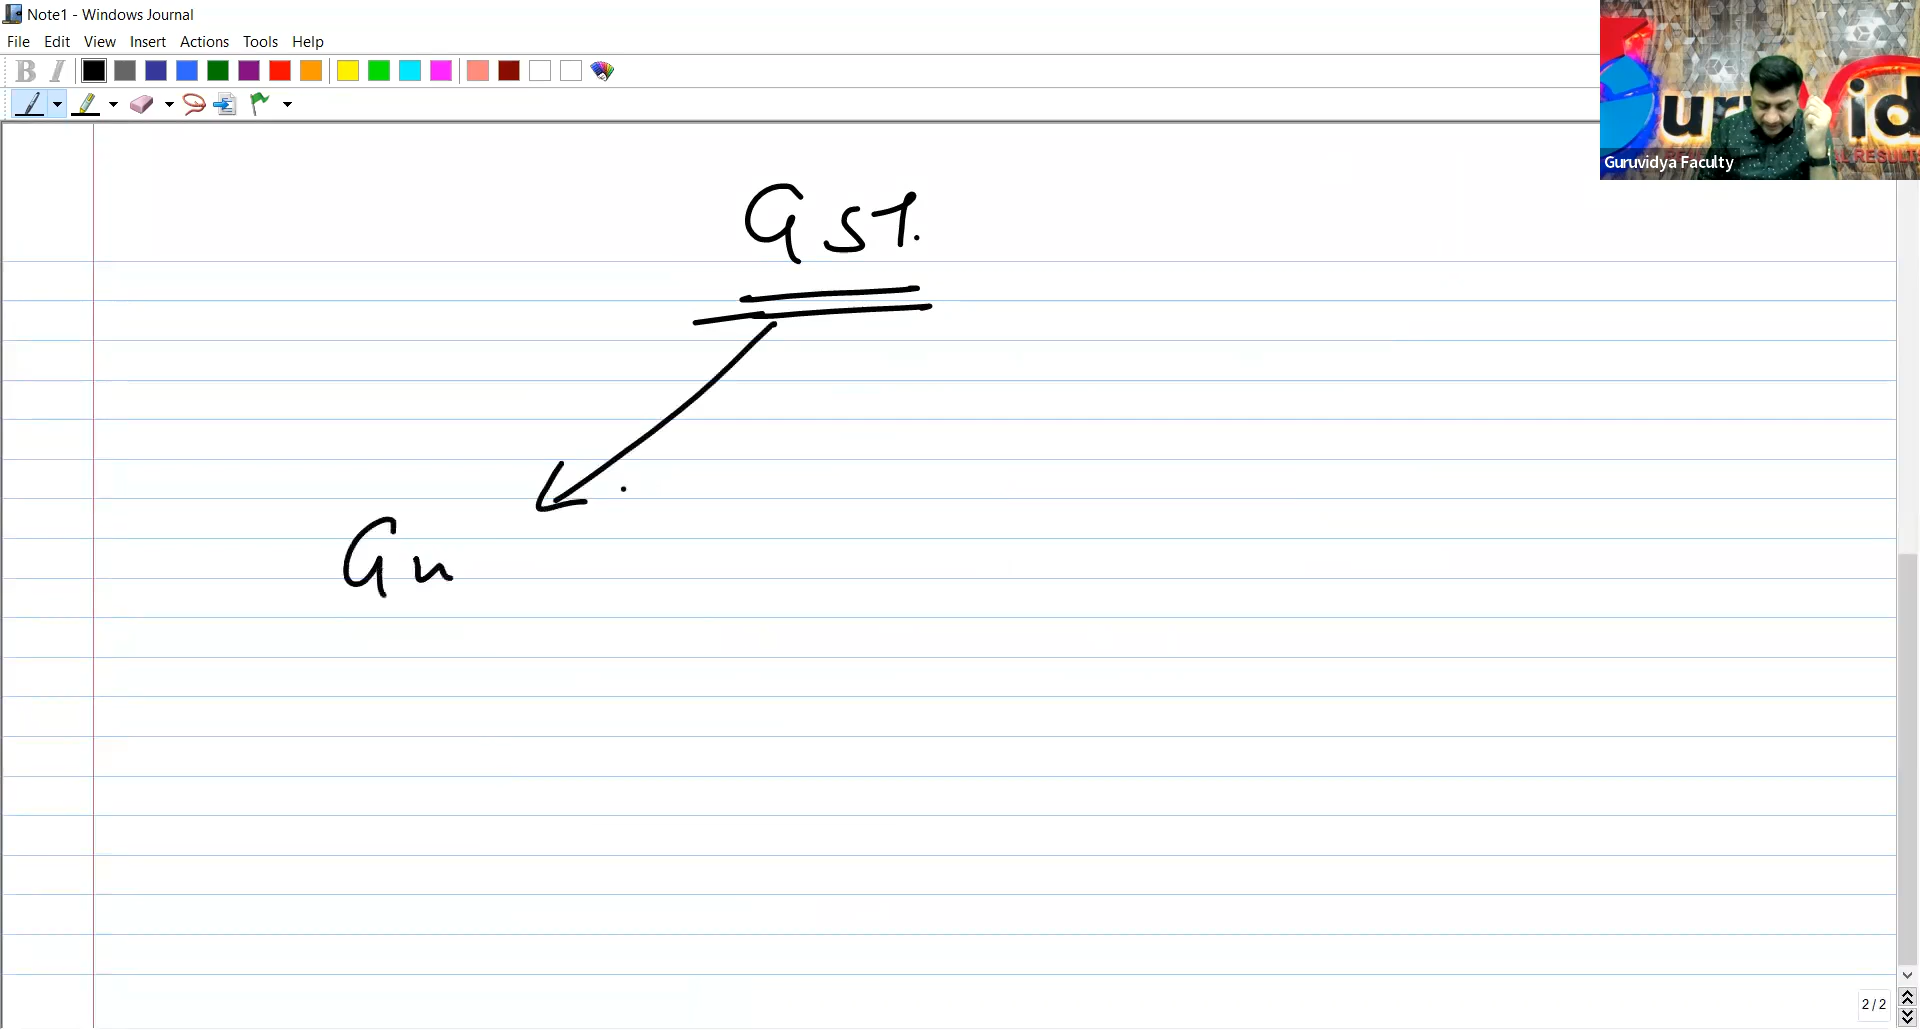 Note1 - Windows Journal
File Edit View Insert Actions Tools Help
B I
Guruvidya Faculty
GST.
Gu
2 / 2